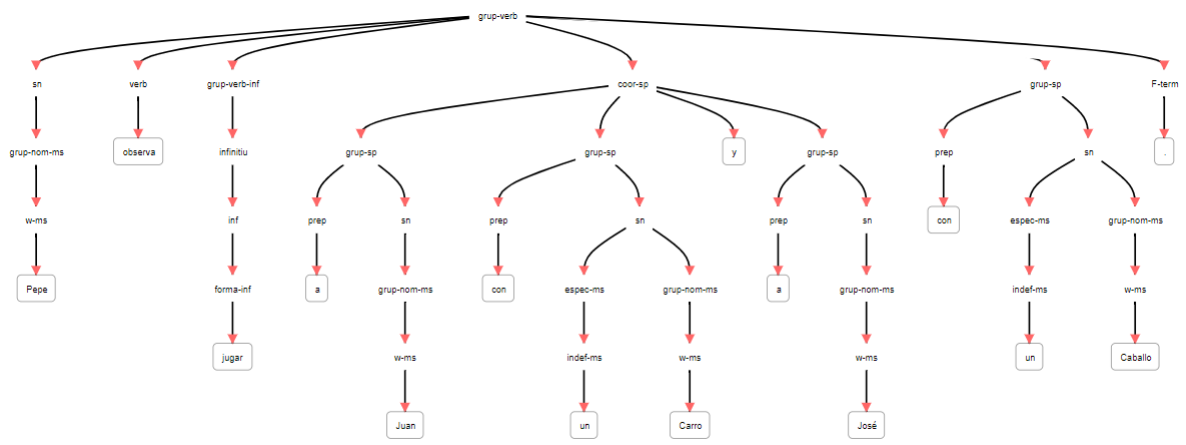 grup-verb
sn verb grup-verb-inf coor-sp grup-sp F-term
grup-nom-ms observa infinitiu grup-sp grup-sp y grup-sp prep sn .
w-ms inf prep sn prep sn prep sn con espec-ms grup-nom-ms
Pepe forma-inf a grup-nom-ms con espec-ms grup-nom-ms a grup-nom-ms indef-ms w-ms
jugar w-ms indef-ms w-ms w-ms un Caballo
Juan un Carro José